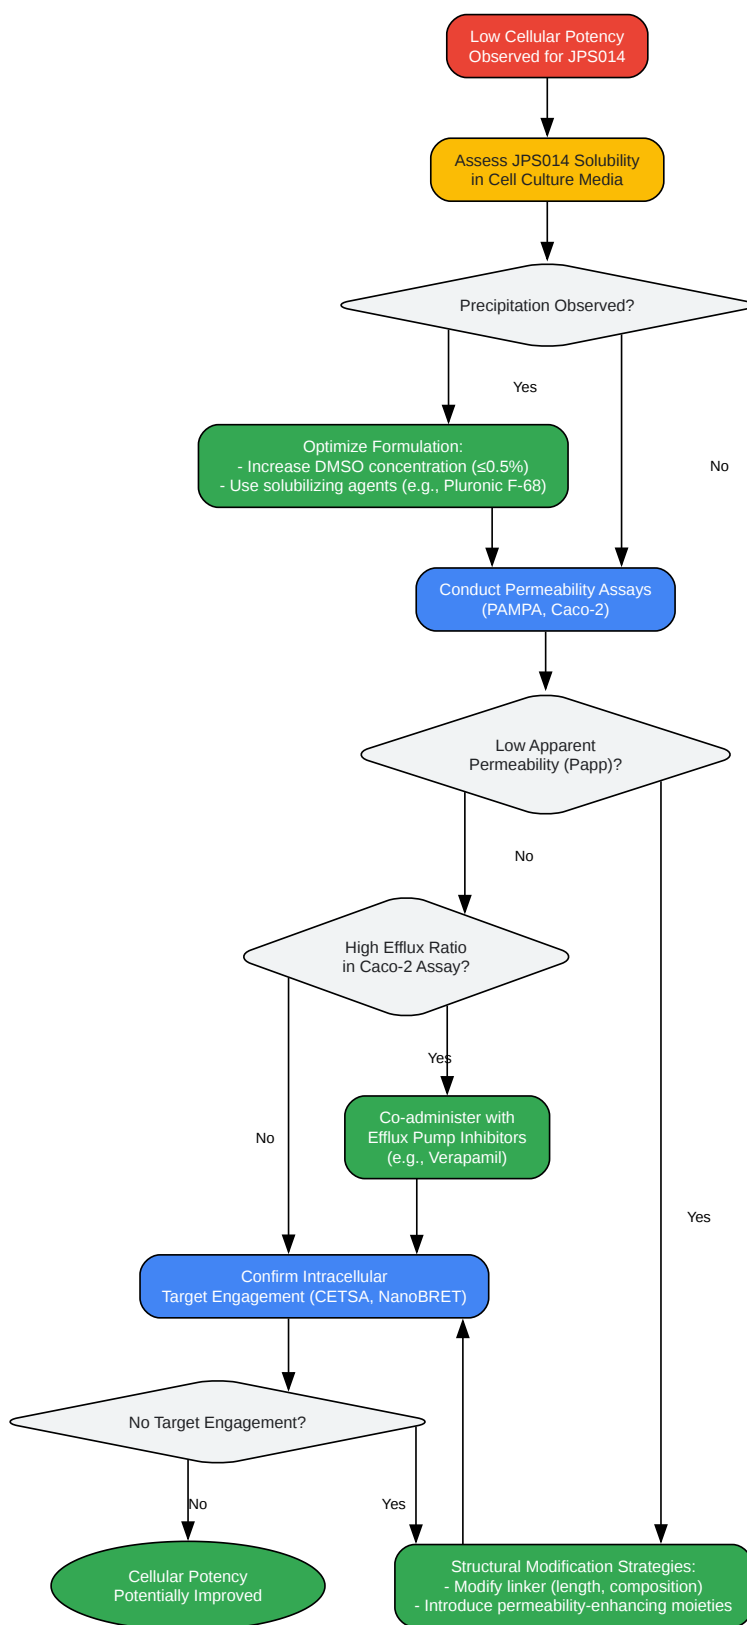 Low Cellular Potency
Observed for JPS014
Assess JPS014 Solubility
in Cell Culture Media
Precipitation Observed?
Yes
No
Optimize Formulation:
- Increase DMSO concentration (≤0.5%)
- Use solubilizing agents (e.g., Pluronic F-68)
Conduct Permeability Assays
(PAMPA, Caco-2)
Low Apparent
Permeability (Papp)?
No
High Efflux Ratio
in Caco-2 Assay?
Yes
Co-administer with
Efflux Pump Inhibitors
(e.g., Verapamil)
No
Yes
Confirm Intracellular
Target Engagement (CETSA, NanoBRET)
No Target Engagement?
No
Yes
Cellular Potency
Potentially Improved
Structural Modification Strategies:
- Modify linker (length, composition)
- Introduce permeability-enhancing moieties